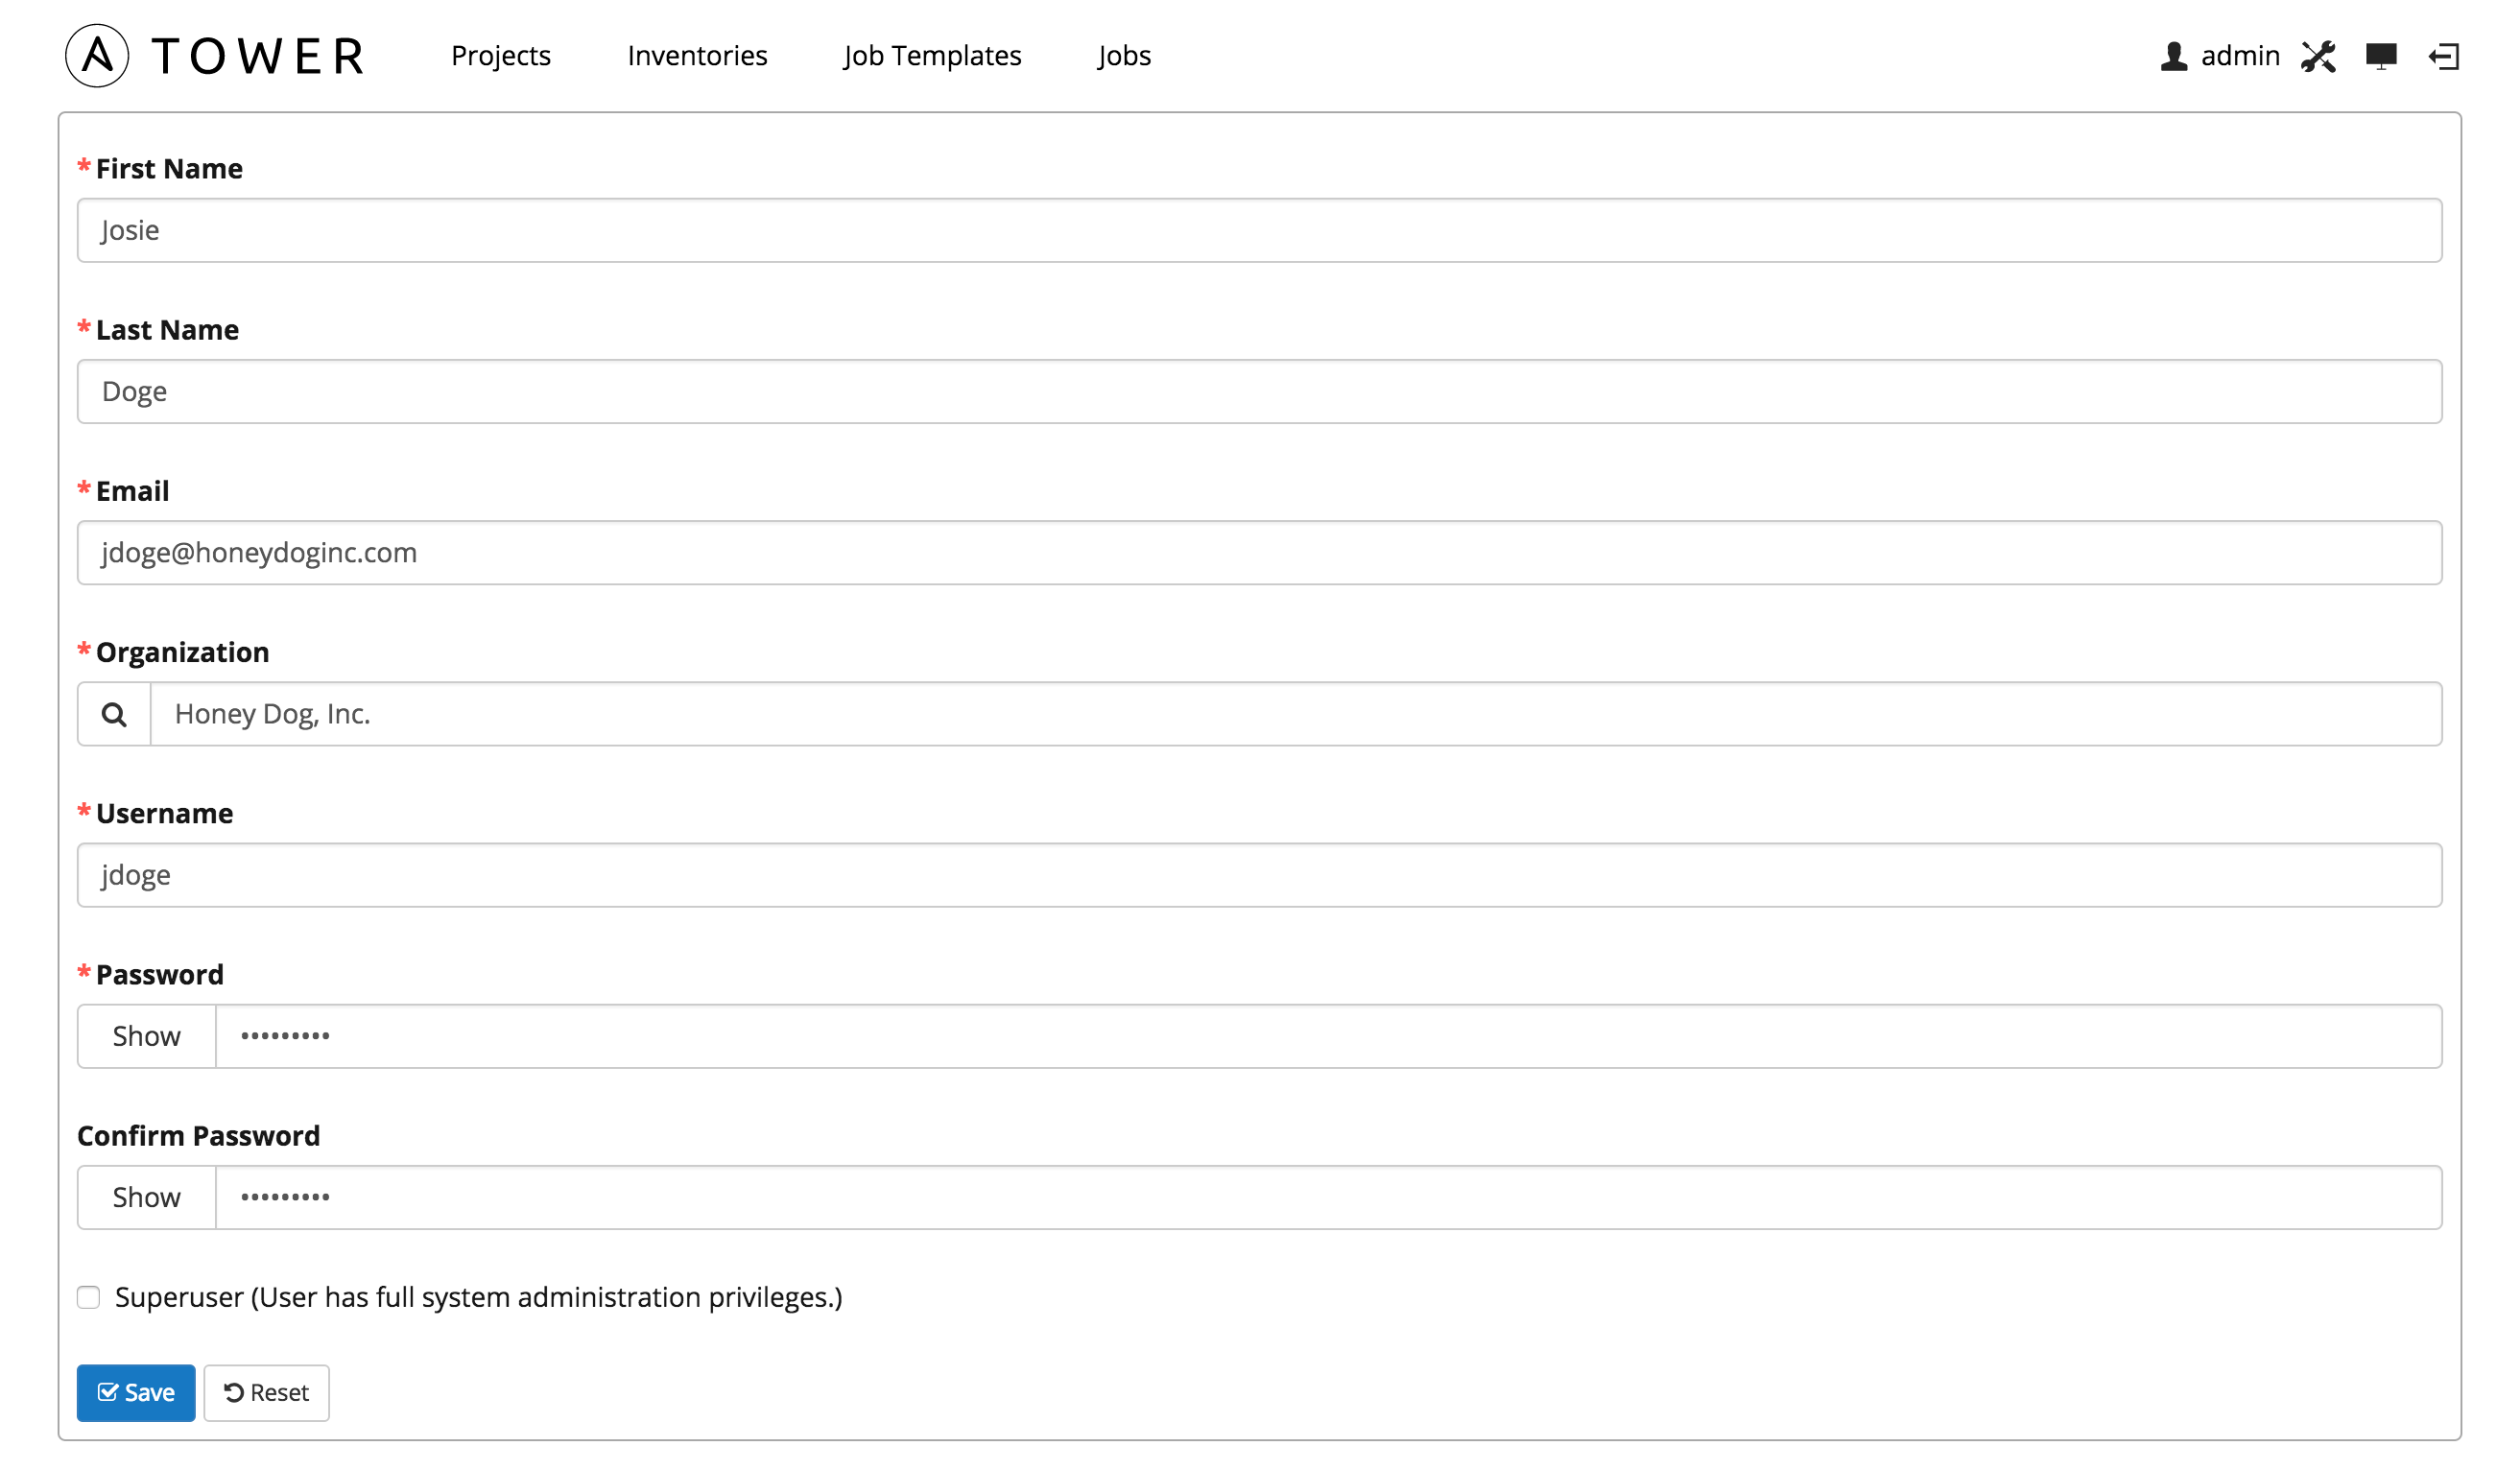 TOWER Projects Inventories Job Templates Jobs admin
* First Name
Josie
* Last Name
Doge
* Email
jdoge@honeydoginc.com
* Organization
Honey Dog, Inc.
* Username
jdoge
* Password
Show •••••••••
Confirm Password
Show •••••••••
Superuser (User has full system administration privileges.)
Save Reset